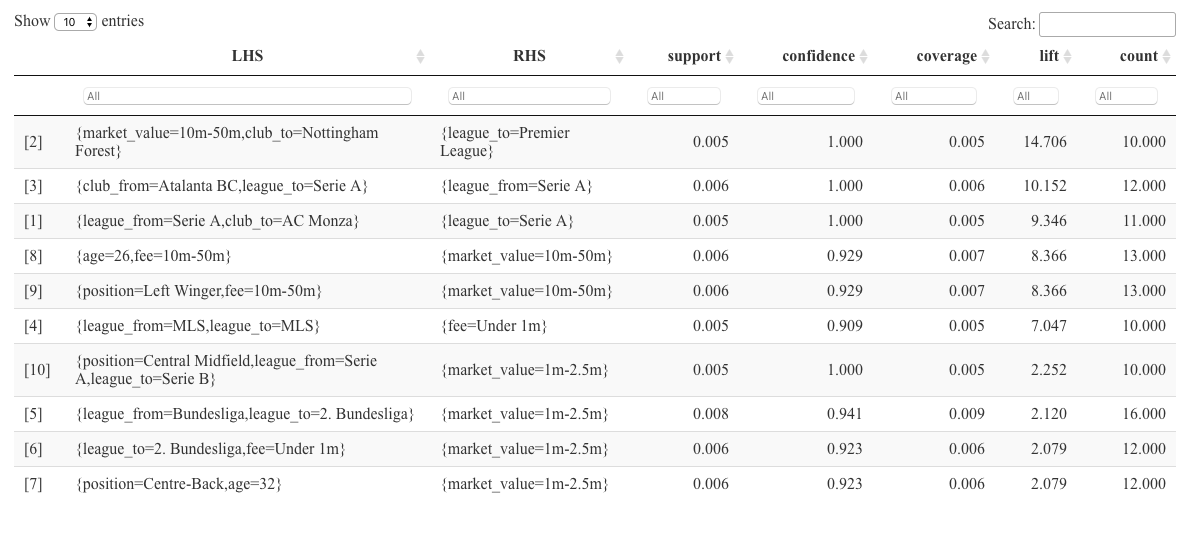 Show 10 entries
Search:
LHS RHS support confidence coverage lift count
All All All All All All All
[2] {market_value=10m-50m,club_to=Nottingham Forest} {league_to=Premier League} 0.005 1.000 0.005 14.706 10.000
[3] {club_from=Atalanta BC,league_to=Serie A} {league_from=Serie A} 0.006 1.000 0.006 10.152 12.000
[1] {league_from=Serie A,club_to=AC Monza} {league_to=Serie A} 0.005 1.000 0.005 9.346 11.000
[8] {age=26,fee=10m-50m} {market_value=10m-50m} 0.006 0.929 0.007 8.366 13.000
[9] {position=Left Winger,fee=10m-50m} {market_value=10m-50m} 0.006 0.929 0.007 8.366 13.000
[4] {league_from=MLS,league_to=MLS} {fee=Under 1m} 0.005 0.909 0.005 7.047 10.000
[10] {position=Central Midfield,league_from=Serie A,league_to=Serie B} {market_value=1m-2.5m} 0.005 1.000 0.005 2.252 10.000
[5] {league_from=Bundesliga,league_to=2. Bundesliga} {market_value=1m-2.5m} 0.008 0.941 0.009 2.120 16.000
[6] {league_to=2. Bundesliga,fee=Under 1m} {market_value=1m-2.5m} 0.006 0.923 0.006 2.079 12.000
[7] {position=Centre-Back,age=32} {market_value=1m-2.5m} 0.006 0.923 0.006 2.079 12.000